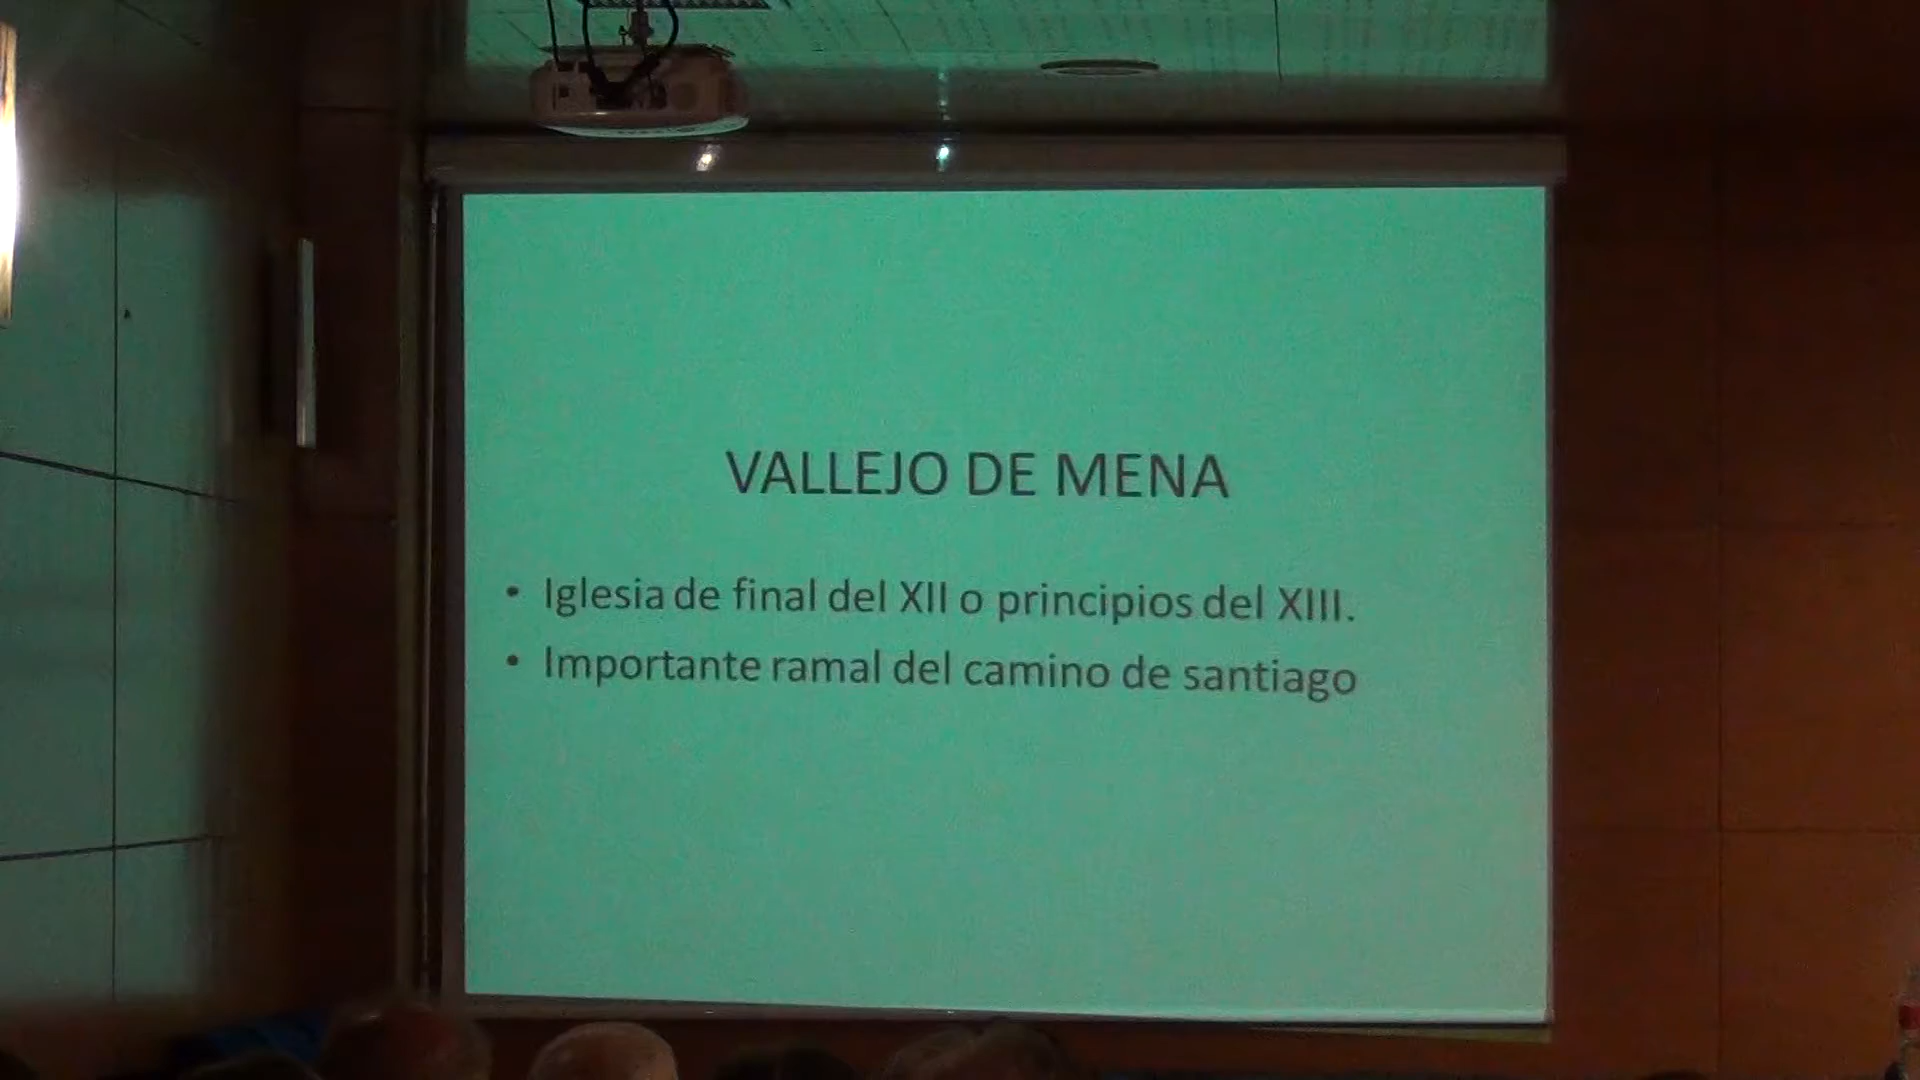 VALLEJO DE MENA
• Iglesia de final del XII o principios del XIII.
• Importante ramal del camino de santiago